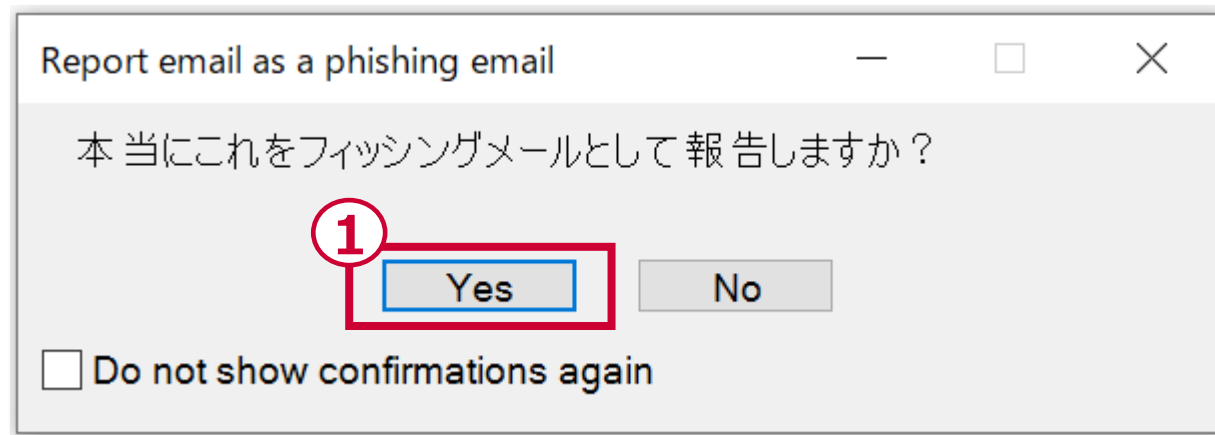 Report email as a phishing email
本当にこれをフィッシングメールとして報告しますか？
①
Yes No
Do not show confirmations again